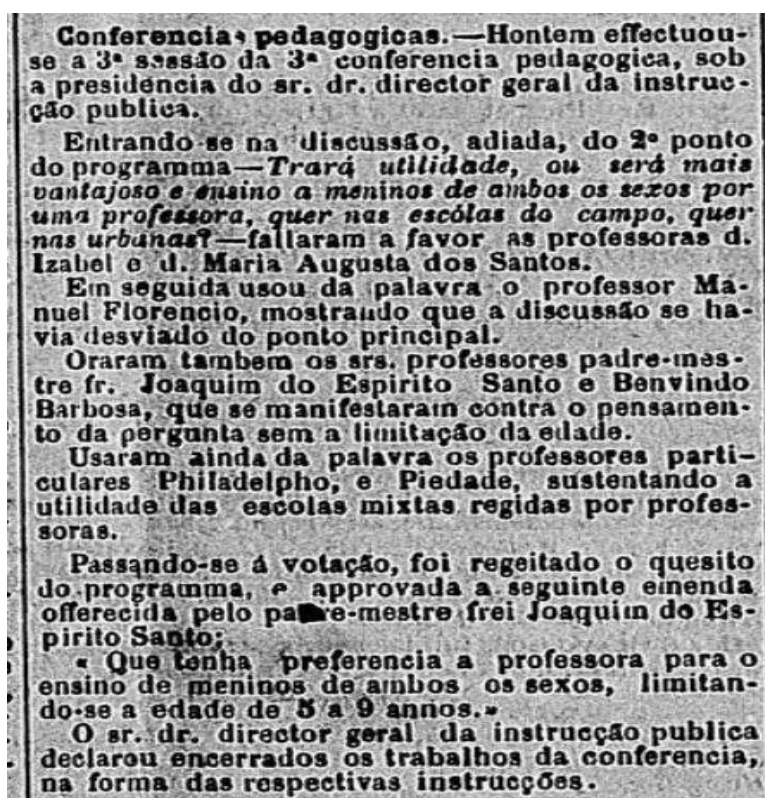 Conferencias pedagogicas.—Hontem effectuou-
se a 3ª sessão da 3ª conferencia pedagogica, sob
a presidencia do sr. dr. director geral da instruc-
ção publica.
Entrando-se na discussão, adiada, do 2º ponto
do programma—Trará utilidade, ou será mais
vantajoso e ensino a meninos de ambos os sexos por
uma professora, quer nas escólas do campo, quer
nas urbanas?—fallaram a favor as professoras d.
Izabel e d. Maria Augusta dos Santos.
Em seguida usou da palavra o professor Ma-
nuel Florencio, mostrando que a discussão se ha-
via desviado do ponto principal.
Oraram tambem os srs. professores padre-mes-
tre fr. Joaquim do Espirito Santo e Benvindo
Barbosa, que se manifestaram contra o pensamen-
to da pergunta sem a limitação da edade.
Usaram ainda da palavra os professores parti-
culares Philadelpho, e Piedade, sustentando a
utilidade das escolas mixtas regidas por profes-
soras.
Passando-se á votação, foi regeitado o quesito
do programma, e approvada a seguinte emenda
offerecida pelo padre-mestre frei Joaquim do Es-
pirito Santo:
« Que tenha preferencia a professora para o
ensino de meninos de ambos os sexos, limitan-
do-se a edade de 5 a 9 annos.»
O sr. dr. director geral da instrucção publica
declarou encerrados os trabalhos da conferencia,
na forma das respectivas instrucções.